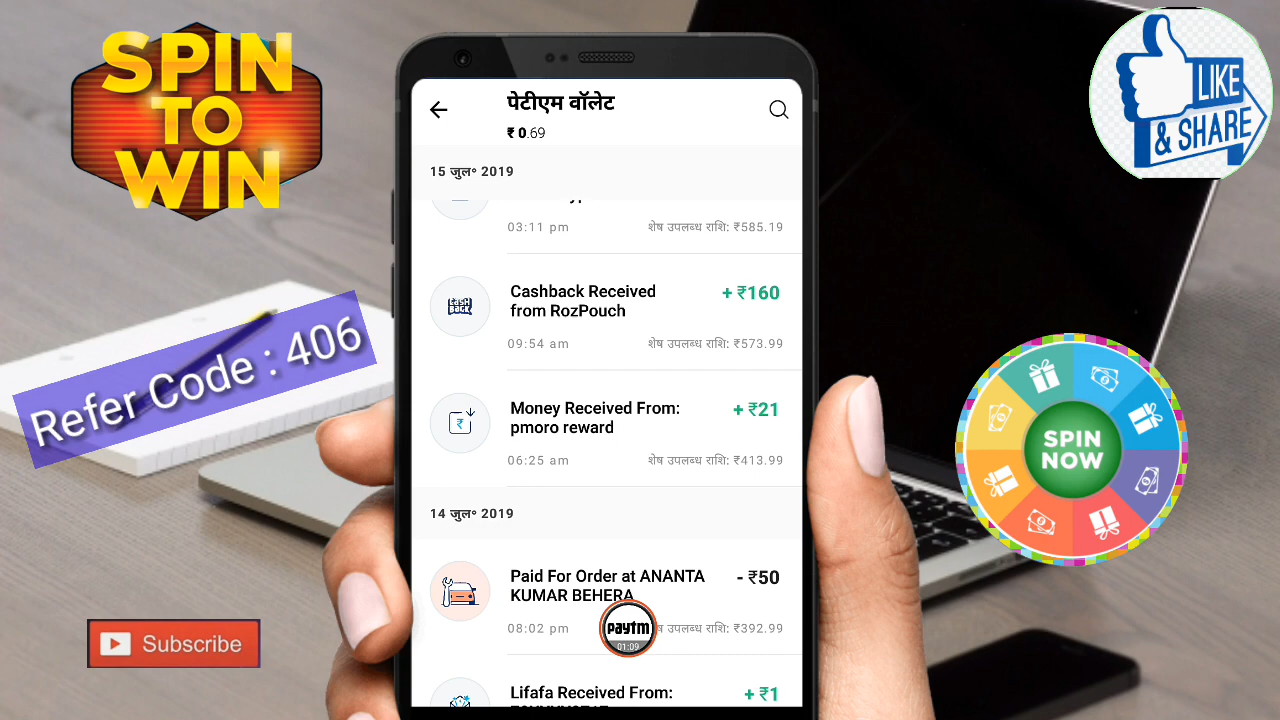 SPIN
TO
WIN
LIKE
& SHARE
पेटीएम वॉलेट
₹ 0.69
15 जुल॰ 2019
03:11 pm
शेष उपलब्ध राशि: ₹585.19
Cashback Received
from RozPouch
+ ₹160
CASH
BACK
09:54 am
शेष उपलब्ध राशि: ₹573.99
Refer Code : 406
Money Received From:
pmoro reward
+ ₹21
06:25 am
शेष उपलब्ध राशि: ₹413.99
SPIN
NOW
14 जुल॰ 2019
Paid For Order at ANANTA
KUMAR BEHERA
- ₹50
08:02 pm
उपलब्ध राशि: ₹392.99
paytm
01:09
Subscribe
Lifafa Received From:
+ ₹1